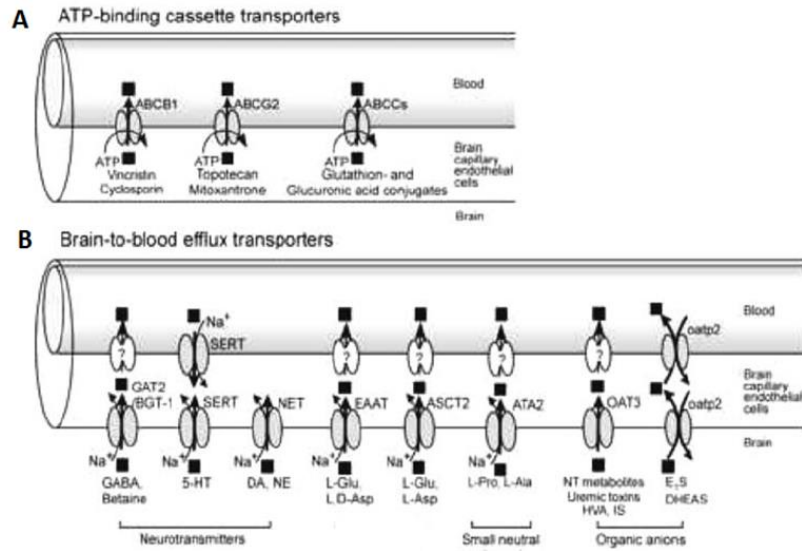 A
ATP-binding cassette transporters
Blood
ABCB1
ABCG2
ABCCs
ATP
ATP
ATP
Vincristin
Cyclosporin
Topotecan
Mitoxantrone
Glutathion- and
Glucuronic acid conjugates
Brain
capillary
endothelial
cells
Brain
B
Brain-to-blood efflux transporters
Blood
Na+
SERT
oatp2
?
?
?
?
?
Brain
capillary
endothelial
cells
GAT2
/BGT-1
SERT
NET
EAAT
ASCT2
ATA2
OAT3
oatp2
Brain
Na+
Na+
Na+
Na+
Na+
Na+
GABA,
Betaine
5-HT
DA, NE
L-Glu,
L,D-Asp
L-Glu,
L-Asp
L-Pro, L-Ala
NT metabolites
Uremic toxins
HVA, IS
E1S
DHEAS
Neurotransmitters
Small neutral
Organic anions